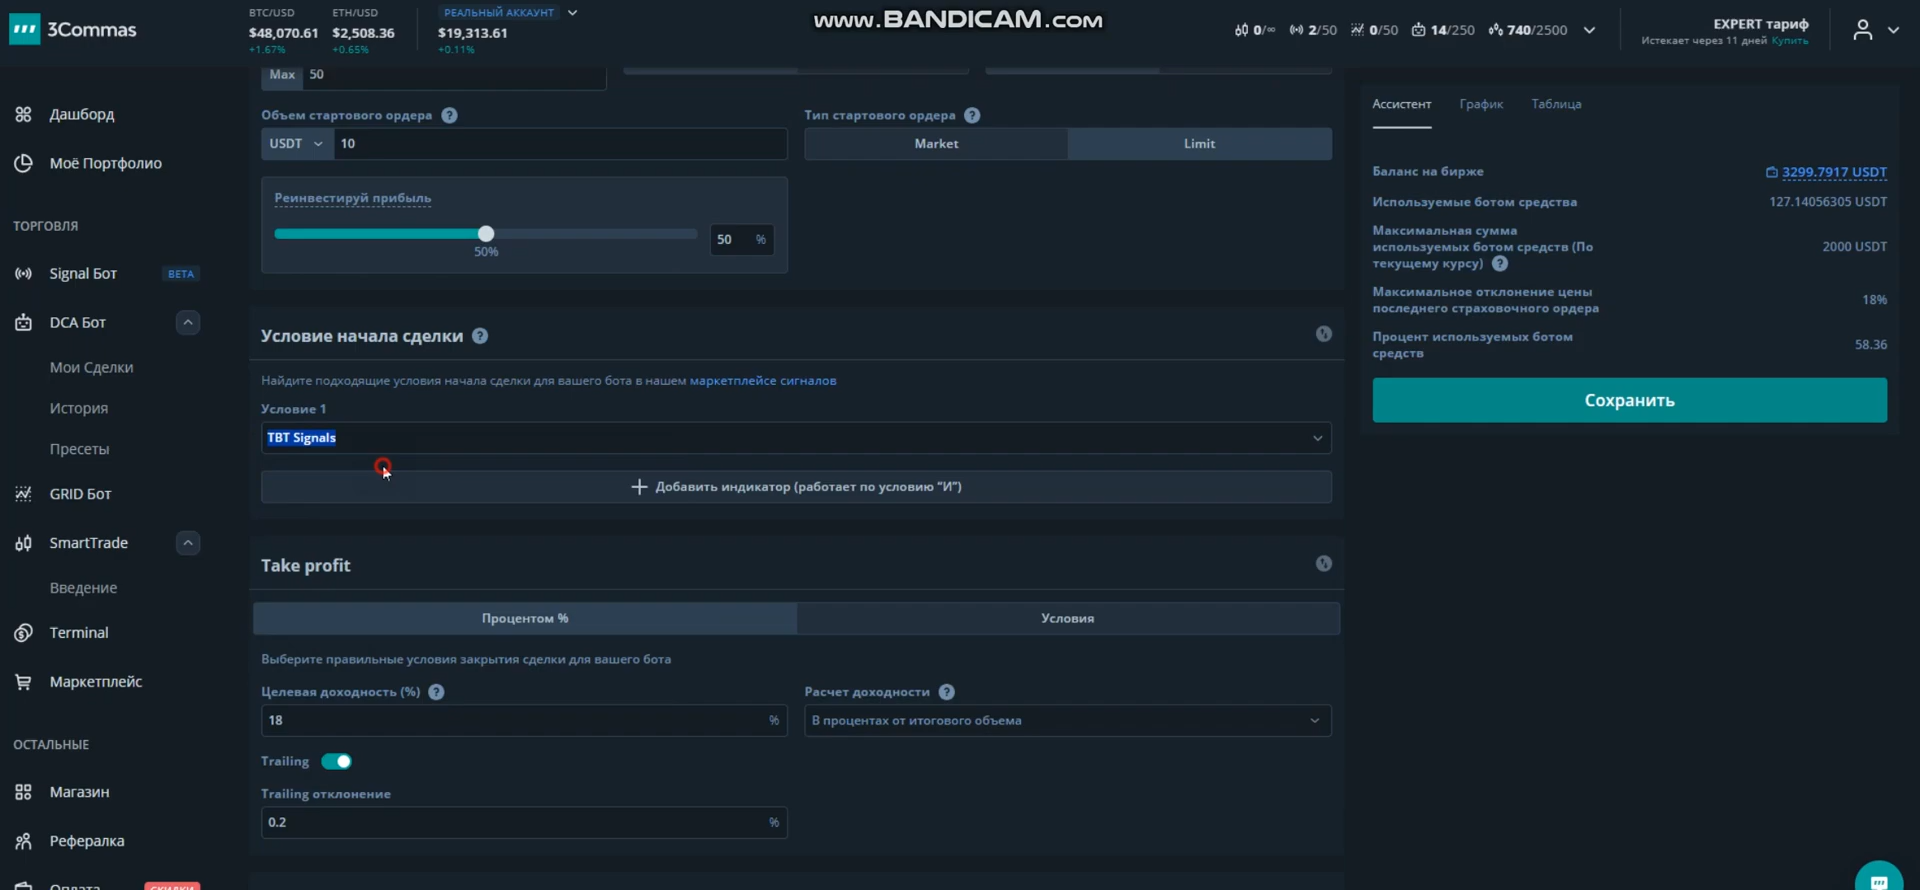 3Commas
BTC/USD
$48,070.61
+1.67%
ETH/USD
$2,508.36
+0.65%
РЕАЛЬНЫЙ АККАУНТ
$19,313.61
+0.11%
www.BANDICAM.com
0/∞
2/50
0/50
14/250
740/2500
EXPERT тариф
Истекает через 11 дней Купить
Дашборд
Моё Портфолио
ТОРГОВЛЯ
Signal Бот BETA
DCA Бот
Мои Сделки
История
Пресеты
GRID Бот
SmartTrade
Введение
Terminal
Маркетплейс
ОСТАЛЬНЫЕ
Магазин
Рефералка
Оплата СКИДКИ
Max 50
Объем стартового ордера ?
USDT 10
Тип стартового ордера ?
Market Limit
Реинвестируй прибыль
50%
50 %
Условие начала сделки ?
Найдите подходящие условия начала сделки для вашего бота в нашем маркетплейсе сигналов
Условие 1
TBT Signals
+ Добавить индикатор (работает по условию “И”)
Take profit
Процентом % Условия
Выберите правильные условия закрытия сделки для вашего бота
Целевая доходность (%) ?
18 %
Расчет доходности ?
В процентах от итогового объема
Trailing
Trailing отклонение
0.2 %
Ассистент График Таблица
Баланс на бирже 3299.7917 USDT
Используемые ботом средства 127.14056305 USDT
Максимальная сумма
используемых ботом средств (По
текущему курсу) ? 2000 USDT
Максимальное отклонение цены
последнего страховочного ордера 18%
Процент используемых ботом
средств 58.36
Сохранить